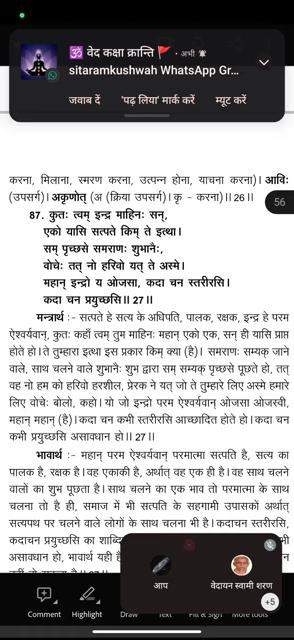 🕉 वेद कक्षा क्रान्ति 🚩 • अभी
sitaramkushwah WhatsApp Gr...
जवाब दें 'पढ़ लिया' मार्क करें म्यूट करें
करना, मिलाना, स्मरण करना, उत्पन्न होना, याचना करना)। आविः
(उपसर्ग)। अकृणोत् (अ (क्रिया उपसर्ग)। कृ - करना)।।26।।
56
87. कुतः त्वम् इन्द्र माहिनः सन्,
एको यासि सत्पते किम् ते इत्था।
सम् पृच्छसे समराणः शुभानैः,
वोचेः तत् नो हरिवो यत् ते अस्मे।
महान् इन्द्रो य ओजसा, कदा चन स्तरीरसि।
कदा चन प्रयुच्छसि।।27।।
मन्त्रार्थ :- सत्पते हे सत्य के अधिपति, पालक, रक्षक, इन्द्र हे परम
ऐश्वर्यवान्, कुतः कहाँ त्वम् तुम माहिनः महान् एको एक, सन् ही यासि प्राप्त
होते हो। ते तुम्हारा इत्था इस प्रकार किम् क्या (है)। समराणः सम्यक् जाने
वाले, साथ चलने वाले शुभानैः शुभ द्वारा सम् सम्यक् पृच्छसे पूछते हो, तत्
वह नो हम को हरिवो हरशील, प्रेरक ने यत् जो ते तुम्हारे लिए अस्मे हमारे
लिए वोचेः बोलो, कहो। यो जो इन्द्रो परम ऐश्वर्यवान् ओजसा ओजस्वी,
महान् महान् (है)। कदा चन कभी स्तरीरसि आच्छादित होते हो। कदा चन
कभी प्रयुच्छसि असावधान हो।।27।।
भावार्थ :- महान् परम ऐश्वर्यवान् परमात्मा सत्पति है, सत्य का
पालक है, रक्षक है। वह एकाकी है, अर्थात् वह एक ही है। वह साथ चलने
वालों का शुभ पूछता है। साथ चलने का एक भाव तो परमात्मा के साथ
चलना तो है ही, समाज में भी सत्पति के सहगामी उपासकों अर्थात्
सत्यपथ पर चलने वाले लोगों के साथ चलना भी है। कदाचन स्तरीरसि,
कदाचन प्रयुच्छसि का शाब्दि
असावधान हो, भावार्थ यही है
आप वेदायन स्वामी शरण
+5
Comment Highlight Draw Text Fill & Sign More tools